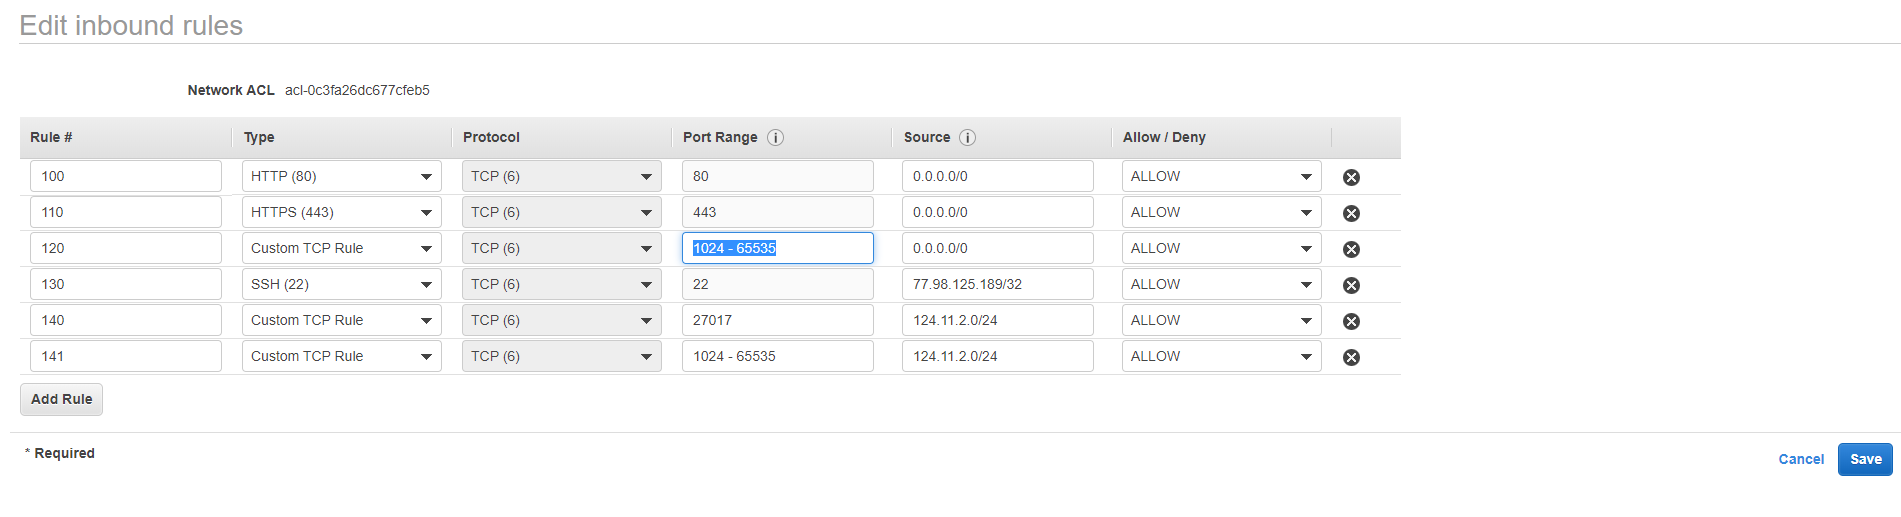 Edit inbound rules
Network ACL acl-0c3fa26dc677cfeb5
Rule # Type Protocol Port Range Source Allow / Deny
100 HTTP (80) TCP (6) 80 0.0.0.0/0 ALLOW
110 HTTPS (443) TCP (6) 443 0.0.0.0/0 ALLOW
120 Custom TCP Rule TCP (6) 1024 - 65535 0.0.0.0/0 ALLOW
130 SSH (22) TCP (6) 22 77.98.125.189/32 ALLOW
140 Custom TCP Rule TCP (6) 27017 124.11.2.0/24 ALLOW
141 Custom TCP Rule TCP (6) 1024 - 65535 124.11.2.0/24 ALLOW
Add Rule
* Required
Cancel Save